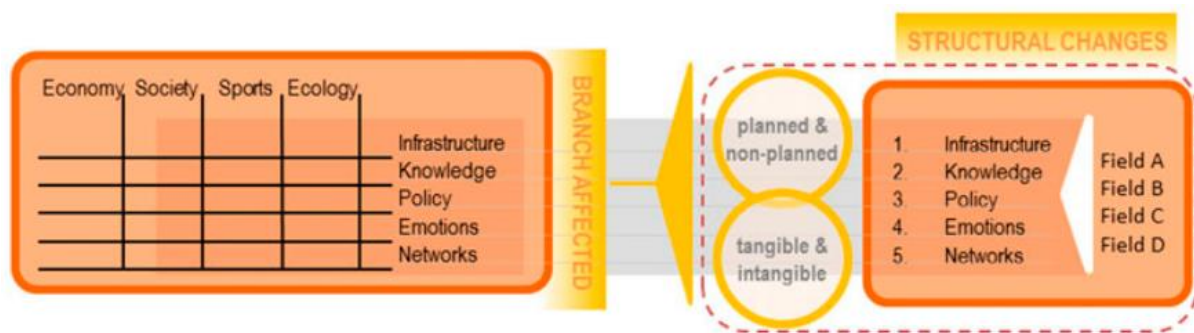 STRUCTURAL CHANGES
Economy Society Sports Ecology
Infrastructure
Knowledge
Policy
Emotions
Networks
BRANCH AFFECTED
planned &
non-planned
tangible &
intangible
1. Infrastructure
2. Knowledge
3. Policy
4. Emotions
5. Networks
Field A
Field B
Field C
Field D